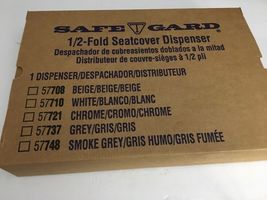 SAFE T GARD
1/2-Fold Seatcover Dispenser
Despachador de cobreasientos doblados a la mitad
Distributeur de couvre-sièges à 1/2 pli
1 DISPENSER/DESPACHADOR/DISTRIBUTEUR
57708 BEIGE/BEIGE/BEIGE
57710 WHITE/BLANCO/BLANC
57721 CHROME/CROMO/CHROME
57737 GREY/GRIS/GRIS
57748 SMOKE GREY/GRIS HUMO/GRIS FUMÉE